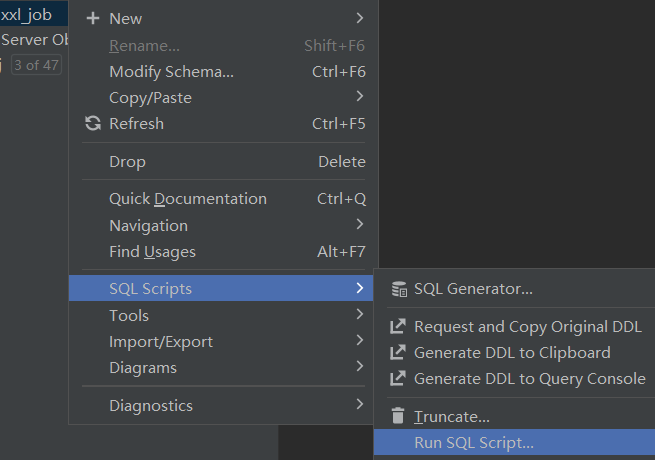 xxl_job
Server Ob
3 of 47
New
Rename... Shift+F6
Modify Schema... Ctrl+F6
Copy/Paste
Refresh Ctrl+F5
Drop Delete
Quick Documentation Ctrl+Q
Navigation
Find Usages Alt+F7
SQL Scripts
Tools
Import/Export
Diagrams
Diagnostics
SQL Generator...
Request and Copy Original DDL
Generate DDL to Clipboard
Generate DDL to Query Console
Truncate...
Run SQL Script...